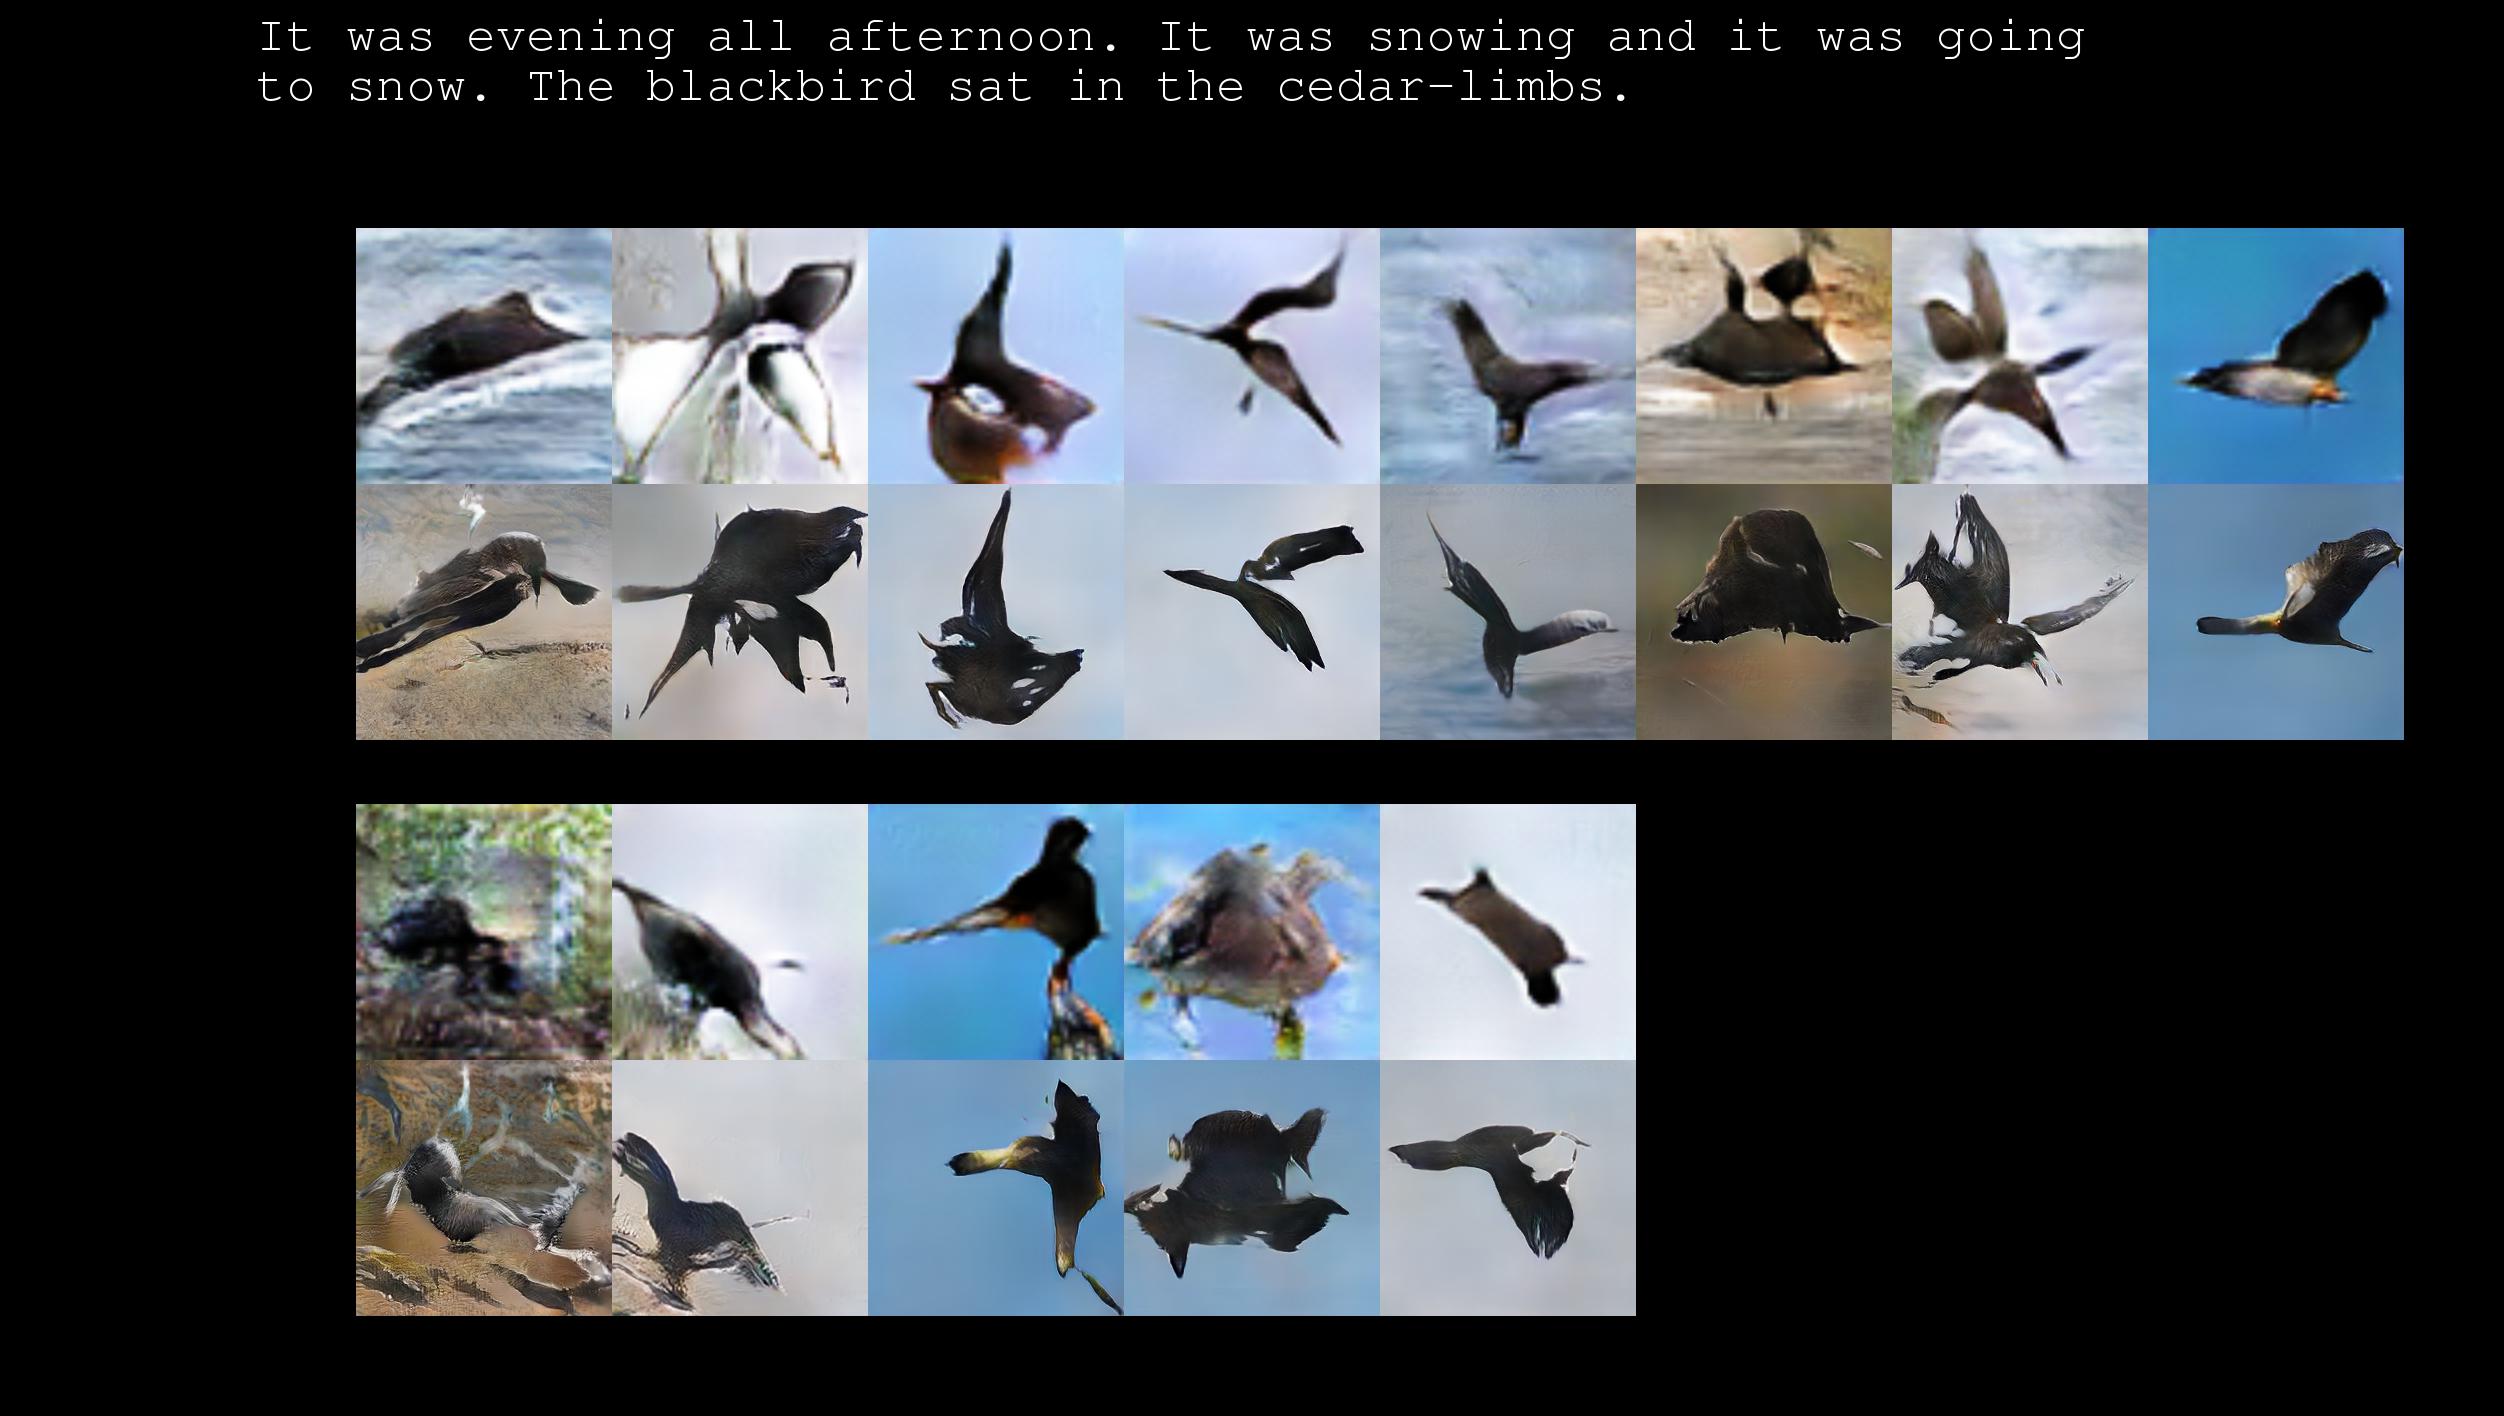 It was evening all afternoon. It was snowing and it was going
to snow. The blackbird sat in the cedar-limbs.